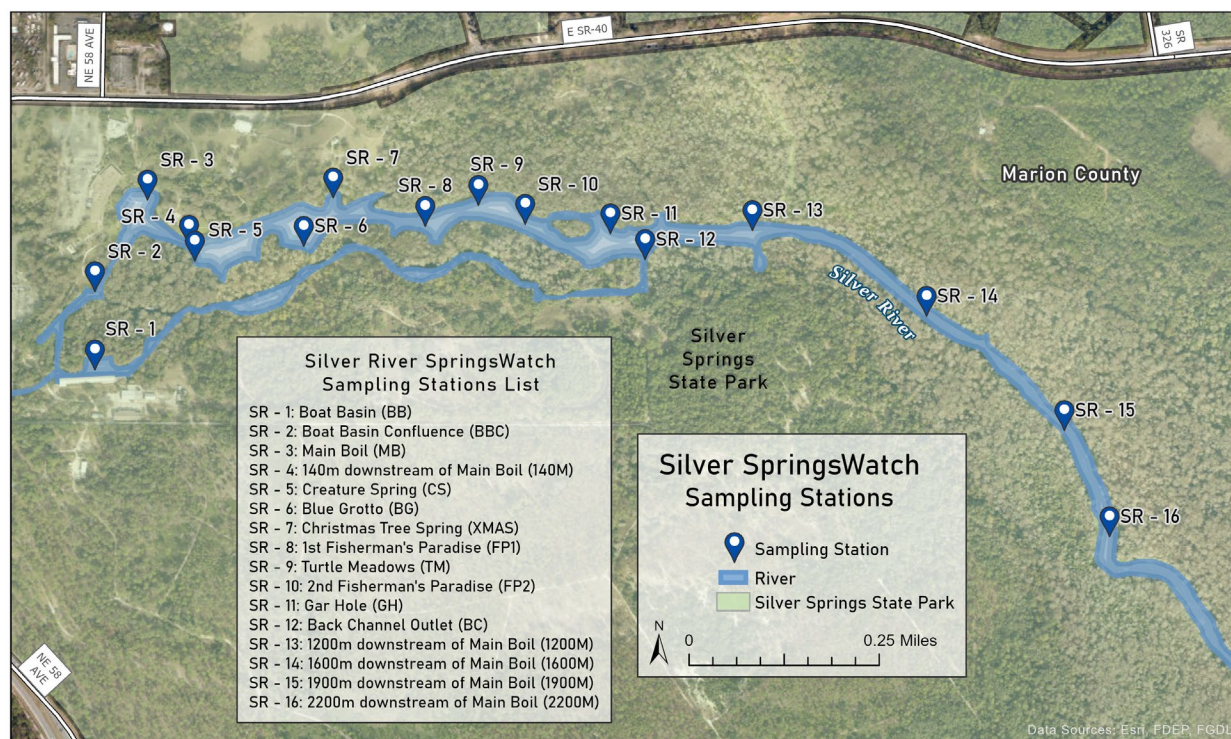 NE 58 AVE
E SR-40
SR 326
SR - 3
SR - 7
SR - 9
SR - 8
SR - 10
Marion County
SR - 4
SR - 5
SR - 6
SR - 11
SR - 13
SR - 2
SR - 12
Silver River
SR - 14
SR - 1
Silver
Springs
State Park
SR - 15
SR - 16
Silver River SpringsWatch
Sampling Stations List
SR - 1: Boat Basin (BB)
SR - 2: Boat Basin Confluence (BBC)
SR - 3: Main Boil (MB)
SR - 4: 140m downstream of Main Boil (140M)
SR - 5: Creature Spring (CS)
SR - 6: Blue Grotto (BG)
SR - 7: Christmas Tree Spring (XMAS)
SR - 8: 1st Fisherman's Paradise (FP1)
SR - 9: Turtle Meadows (TM)
SR - 10: 2nd Fisherman's Paradise (FP2)
SR - 11: Gar Hole (GH)
SR - 12: Back Channel Outlet (BC)
SR - 13: 1200m downstream of Main Boil (1200M)
SR - 14: 1600m downstream of Main Boil (1600M)
SR - 15: 1900m downstream of Main Boil (1900M)
SR - 16: 2200m downstream of Main Boil (2200M)
Silver SpringsWatch
Sampling Stations
Sampling Station
River
Silver Springs State Park
N
0 0.25 Miles
NE 58
AVE
Data Sources: Esri, FDEP, FGDL